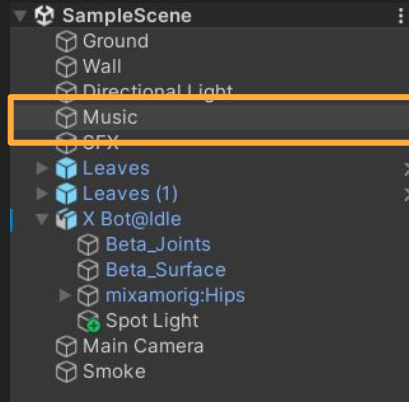 SampleScene
Ground
Wall
Directional Light
Music
SFX
Leaves
Leaves (1)
X Bot@Idle
Beta_Joints
Beta_Surface
mixamorig:Hips
Spot Light
Main Camera
Smoke